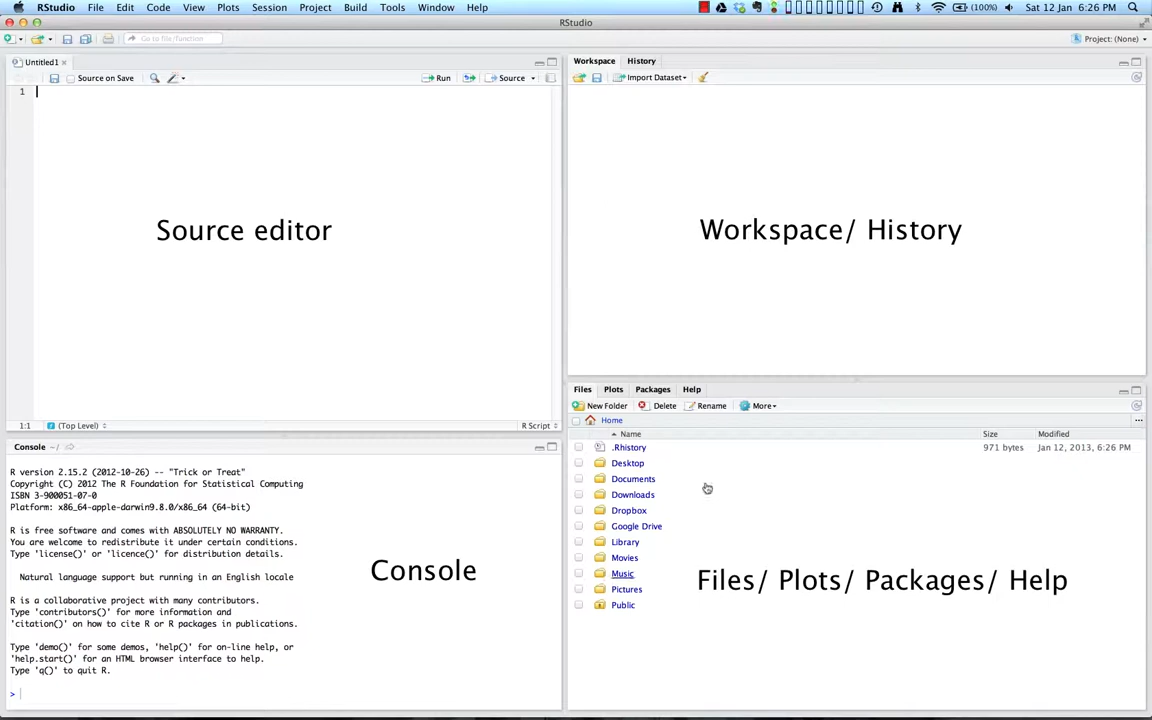 RStudio File Edit Code View Plots Session Project Build Tools Window Help (100%) Sat 12 Jan 6:26 PM
RStudio
Go to file/function Project: (None)
Untitled1
Source on Save Run Source
1
Source editor
1:1 (Top Level) R Script
Workspace History
Import Dataset
Workspace/ History
Console ~/
R version 2.15.2 (2012-10-26) -- "Trick or Treat"
Copyright (C) 2012 The R Foundation for Statistical Computing
ISBN 3-900051-07-0
Platform: x86_64-apple-darwin9.8.0/x86_64 (64-bit)
R is free software and comes with ABSOLUTELY NO WARRANTY.
You are welcome to redistribute it under certain conditions.
Type 'license()' or 'licence()' for distribution details.
Natural language support but running in an English locale
R is a collaborative project with many contributors.
Type 'contributors()' for more information and
'citation()' on how to cite R or R packages in publications.
Type 'demo()' for some demos, 'help()' for on-line help, or
'help.start()' for an HTML browser interface to help.
Type 'q()' to quit R.
>
Console
Files Plots Packages Help
New Folder Delete Rename More
Home
Name Size Modified
.Rhistory 971 bytes Jan 12, 2013, 6:26 PM
Desktop
Documents
Downloads
Dropbox
Google Drive
Library
Movies
Music
Pictures
Public
Files/ Plots/ Packages/ Help